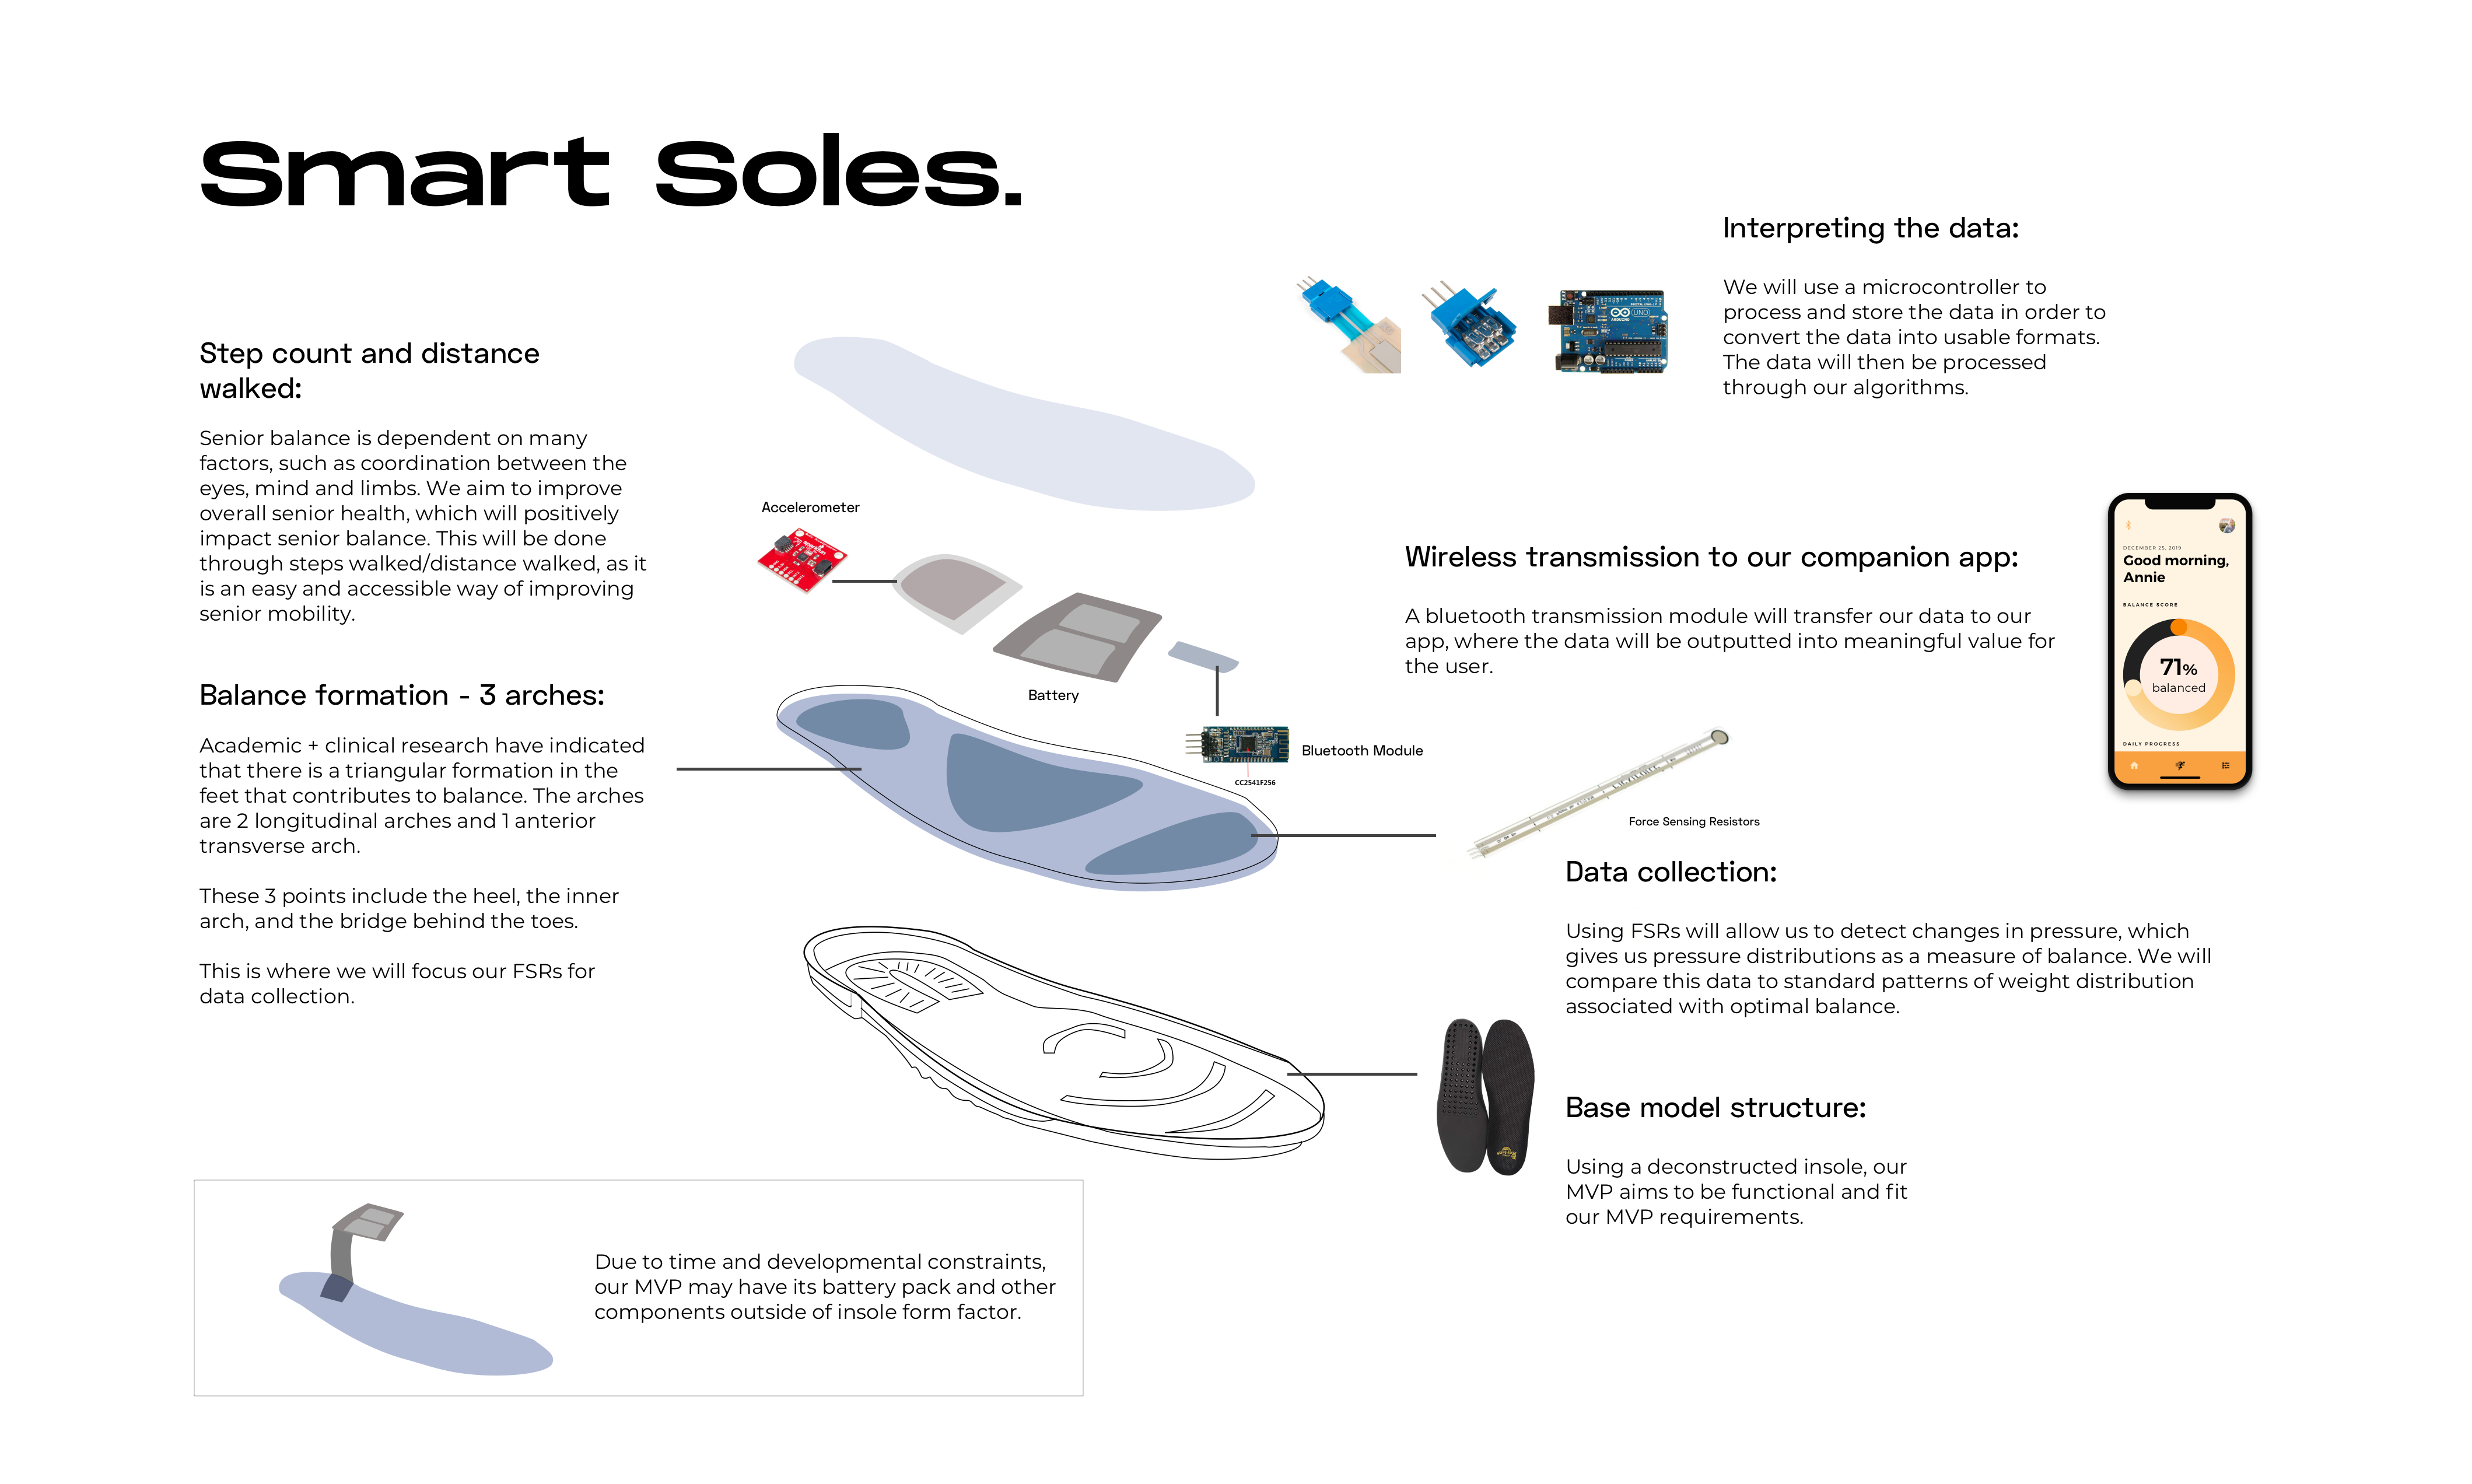 Smart Soles.
Step count and distance
walked:
Senior balance is dependent on many
factors, such as coordination between the
eyes, mind and limbs. We aim to improve
overall senior health, which will positively
impact senior balance. This will be done
through steps walked/distance walked, as it
is an easy and accessible way of improving
senior mobility.
Balance formation - 3 arches:
Academic + clinical research have indicated
that there is a triangular formation in the
feet that contributes to balance. The arches
are 2 longitudinal arches and 1 anterior
transverse arch.
These 3 points include the heel, the inner
arch, and the bridge behind the toes.
This is where we will focus our FSRs for
data collection.
Accelerometer
Battery
Bluetooth Module
CC2541F256
Interpreting the data:
We will use a microcontroller to
process and store the data in order to
convert the data into usable formats.
The data will then be processed
through our algorithms.
UNO
ARDUINO
Wireless transmission to our companion app:
A bluetooth transmission module will transfer our data to our
app, where the data will be outputted into meaningful value for
the user.
DECEMBER 25, 2019
Good morning,
Annie
BALANCE SCORE
71%
balanced
DAILY PROGRESS
Force Sensing Resistors
Data collection:
Using FSRs will allow us to detect changes in pressure, which
gives us pressure distributions as a measure of balance. We will
compare this data to standard patterns of weight distribution
associated with optimal balance.
Base model structure:
Using a deconstructed insole, our
MVP aims to be functional and fit
our MVP requirements.
Due to time and developmental constraints,
our MVP may have its battery pack and other
components outside of insole form factor.